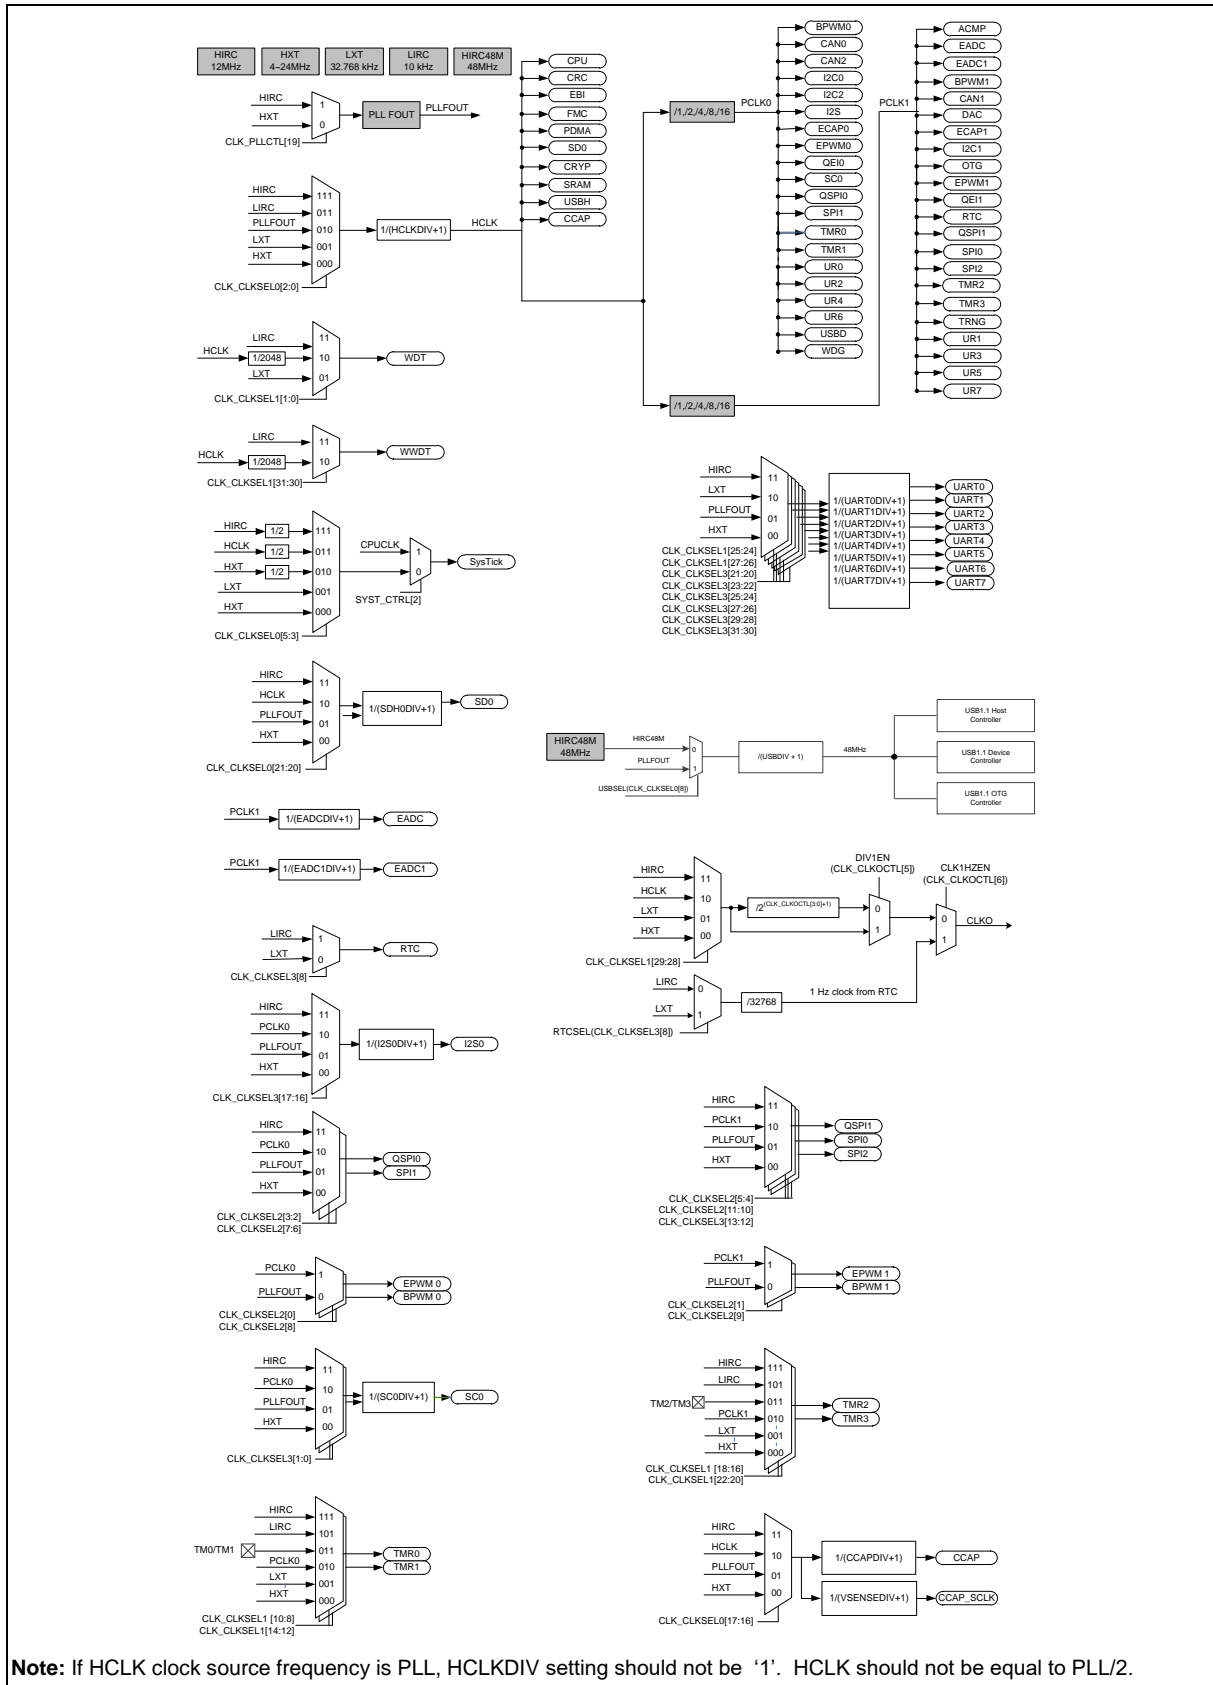 HIRC
12MHz
HXT
4~24MHz
LXT
32.768 kHz
LIRC
10 kHz
HIRC48M
48MHz
HIRC
HXT
1
0
CLK_PLLCTL[19]
PLL FOUT
PLLFOUT
HIRC
LIRC
PLLFOUT
LXT
HXT
111
011
010
001
000
CLK_CLKSEL0[2:0]
1/(HCLKDIV+1)
HCLK
CPU
CRC
EBI
FMC
PDMA
SD0
CRYP
SRAM
USBH
CCAP
/1,/2,/4,/8,/16
PCLK0
BPWM0
CAN0
CAN2
I2C0
I2C2
I2S
ECAP0
EPWM0
QEI0
SC0
QSPI0
SPI1
TMR0
TMR1
UR0
UR2
UR4
UR6
USBD
WDG
/1,/2,/4,/8,/16
PCLK1
ACMP
EADC
EADC1
BPWM1
CAN1
DAC
ECAP1
I2C1
OTG
EPWM1
QEI1
RTC
QSPI1
SPI0
SPI2
TMR2
TMR3
TRNG
UR1
UR3
UR5
UR7
LIRC
HCLK
1/2048
LXT
11
10
01
CLK_CLKSEL1[1:0]
WDT
LIRC
HCLK
1/2048
11
10
CLK_CLKSEL1[31:30]
WWDT
HIRC
1/2
HCLK
1/2
HXT
1/2
LXT
HXT
111
011
010
001
000
CLK_CLKSEL0[5:3]
CPUCLK
1
0
SYST_CTRL[2]
SysTick
HIRC
LXT
PLLFOUT
HXT
11
10
01
00
CLK_CLKSEL1[25:24]
CLK_CLKSEL1[27:26]
CLK_CLKSEL3[21:20]
CLK_CLKSEL3[23:22]
CLK_CLKSEL3[25:24]
CLK_CLKSEL3[27:26]
CLK_CLKSEL3[29:28]
CLK_CLKSEL3[31:30]
1/(UART0DIV+1)
1/(UART1DIV+1)
1/(UART2DIV+1)
1/(UART3DIV+1)
1/(UART4DIV+1)
1/(UART5DIV+1)
1/(UART6DIV+1)
1/(UART7DIV+1)
UART0
UART1
UART2
UART3
UART4
UART5
UART6
UART7
HIRC
HCLK
PLLFOUT
HXT
11
10
01
00
CLK_CLKSEL0[21:20]
1/(SDH0DIV+1)
SD0
HIRC48M
48MHz
HIRC48M
PLLFOUT
0
1
USBSEL(CLK_CLKSEL0[8])
/(USBDIV + 1)
48MHz
USB1.1 Host
Controller
USB1.1 Device
Controller
USB1.1 OTG
Controller
PCLK1
1/(EADCDIV+1)
EADC
PCLK1
1/(EADC1DIV+1)
EADC1
HIRC
HCLK
LXT
HXT
11
10
01
00
CLK_CLKSEL1[29:28]
/2(CLK_CLKOCTL[3:0]+1)
DIV1EN
(CLK_CLKOCTL[5])
0
1
CLK1HZEN
(CLK_CLKOCTL[6])
0
1
CLKO
LIRC
LXT
0
1
RTCSEL(CLK_CLKSEL3[8])
/32768
1 Hz clock from RTC
LIRC
LXT
1
0
CLK_CLKSEL3[8]
RTC
HIRC
PCLK0
PLLFOUT
HXT
11
10
01
00
CLK_CLKSEL3[17:16]
1/(I2S0DIV+1)
I2S0
HIRC
PCLK0
PLLFOUT
HXT
11
10
01
00
CLK_CLKSEL2[3:2]
CLK_CLKSEL2[7:6]
QSPI0
SPI1
HIRC
PCLK1
PLLFOUT
HXT
11
10
01
00
CLK_CLKSEL2[5:4]
CLK_CLKSEL2[11:10]
CLK_CLKSEL3[13:12]
QSPI1
SPI0
SPI2
PCLK0
PLLFOUT
1
0
CLK_CLKSEL2[0]
CLK_CLKSEL2[8]
EPWM 0
BPWM 0
PCLK1
PLLFOUT
1
0
CLK_CLKSEL2[1]
CLK_CLKSEL2[9]
EPWM 1
BPWM 1
HIRC
PCLK0
PLLFOUT
HXT
11
10
01
00
CLK_CLKSEL3[1:0]
1/(SC0DIV+1)
SC0
HIRC
LIRC
TM2/TM3
PCLK1
LXT
HXT
111
101
011
010
001
000
CLK_CLKSEL1 [18:16]
CLK_CLKSEL1[22:20]
TMR2
TMR3
HIRC
LIRC
TM0/TM1
PCLK0
LXT
HXT
111
101
011
010
001
000
CLK_CLKSEL1 [10:8]
CLK_CLKSEL1[14:12]
TMR0
TMR1
HIRC
HCLK
PLLFOUT
HXT
11
10
01
00
CLK_CLKSEL0[17:16]
1/(CCAPDIV+1)
CCAP
1/(VSENSEDIV+1)
CCAP_SCLK
Note: If HCLK clock source frequency is PLL, HCLKDIV setting should not be ‘1’. HCLK should not be equal to PLL/2.